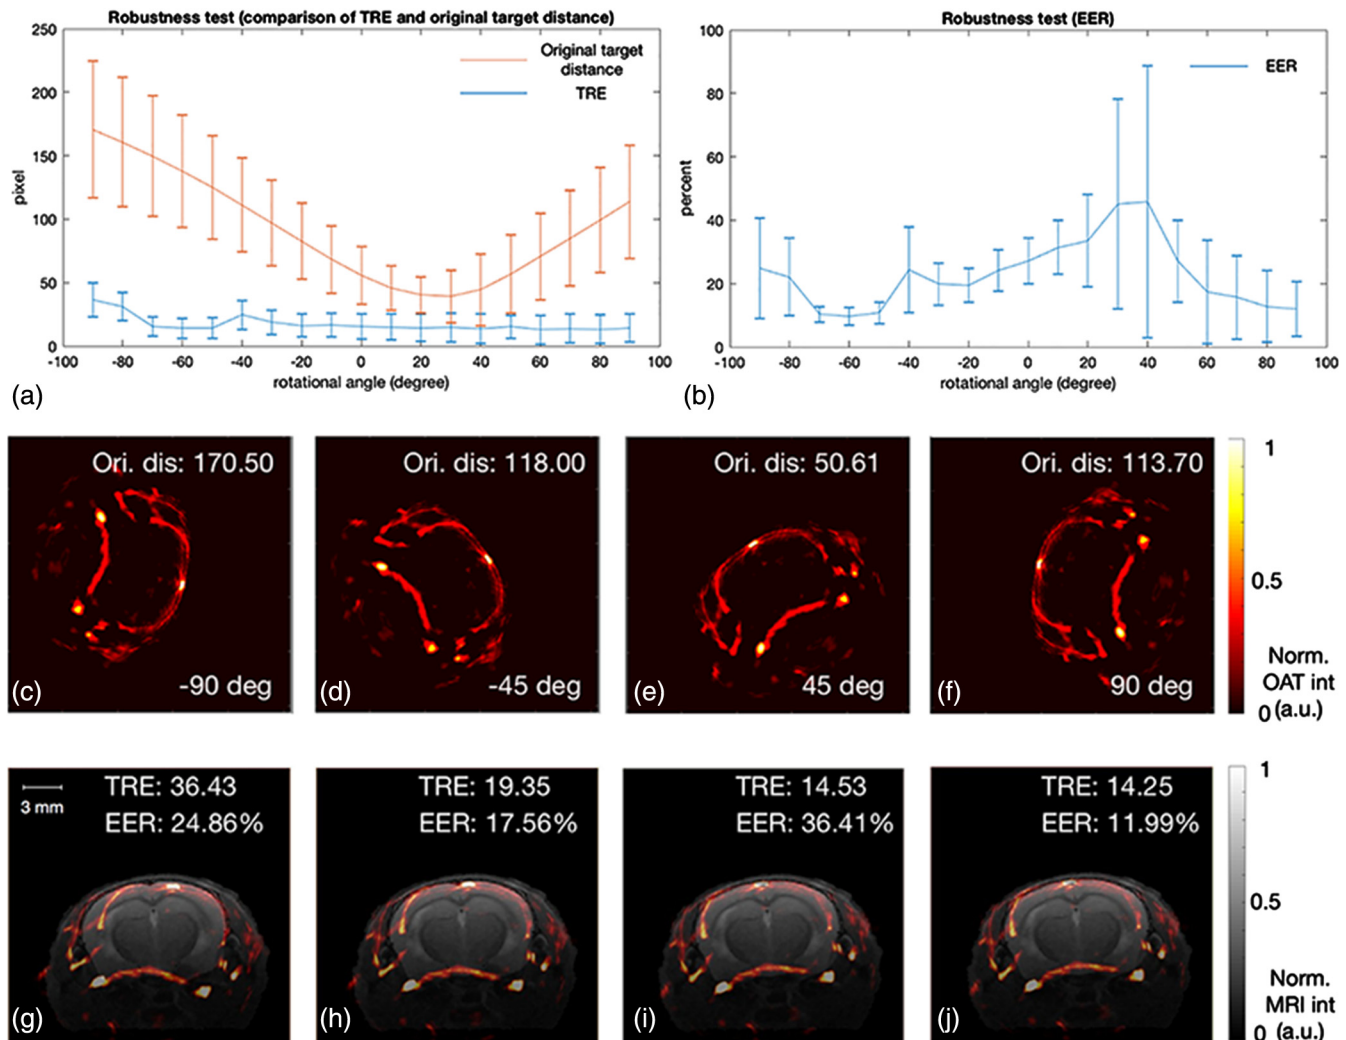 Robustness test (comparison of TRE and original target distance)
250
200
150
100
50
0
pixel
Original target
distance
TRE
-100 -80 -60 -40 -20 0 20 40 60 80 100
rotational angle (degree)
(a)
Robustness test (EER)
100
80
60
40
20
0
percent
EER
-100 -80 -60 -40 -20 0 20 40 60 80 100
rotational angle (degree)
(b)
Ori. dis: 170.50
-90 deg
(c)
Ori. dis: 118.00
-45 deg
(d)
Ori. dis: 50.61
45 deg
(e)
Ori. dis: 113.70
90 deg
(f)
1
0.5
Norm.
OAT int
0 (a.u.)
3 mm
TRE: 36.43
EER: 24.86%
(g)
TRE: 19.35
EER: 17.56%
(h)
TRE: 14.53
EER: 36.41%
(i)
TRE: 14.25
EER: 11.99%
(j)
1
0.5
Norm.
MRI int
0 (a.u.)